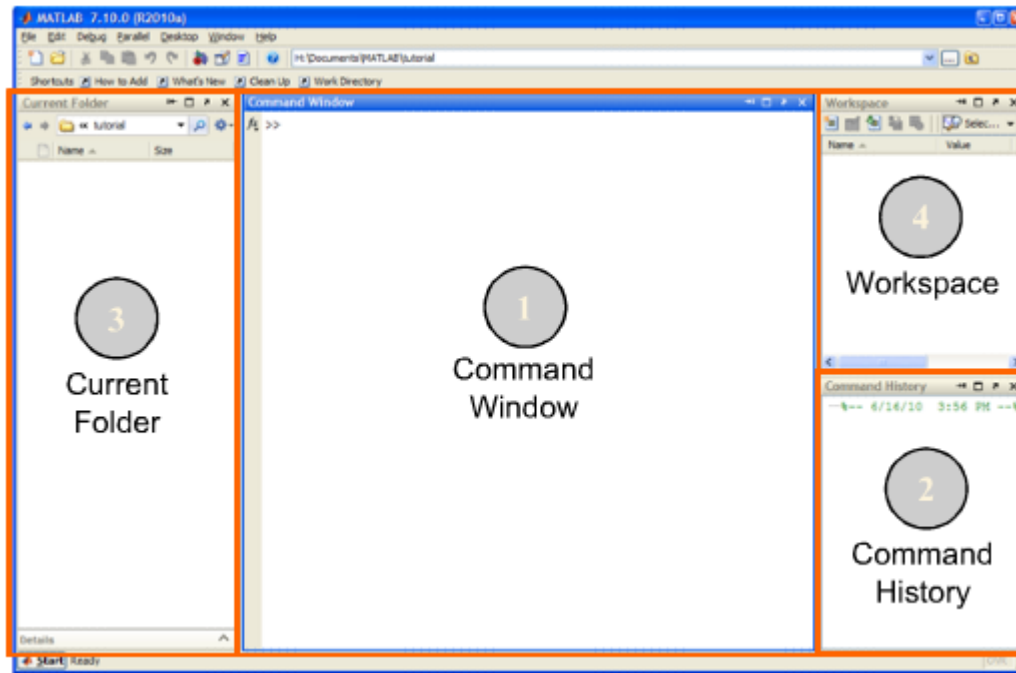 MATLAB 7.10.0 (R2010a)
File Edit Debug Parallel Desktop Window Help
H:\Documents\MATLAB\tutorial
Shortcuts How to Add What's New Clean Up Work Directory
Current Folder
« tutorial
Name Size
3
Current
Folder
Details
Command Window
fx >>
1
Command
Window
Workspace
Selec...
Name Value
4
Workspace
Command History
%-- 6/16/10 3:56 PM --%
2
Command
History
Start Ready